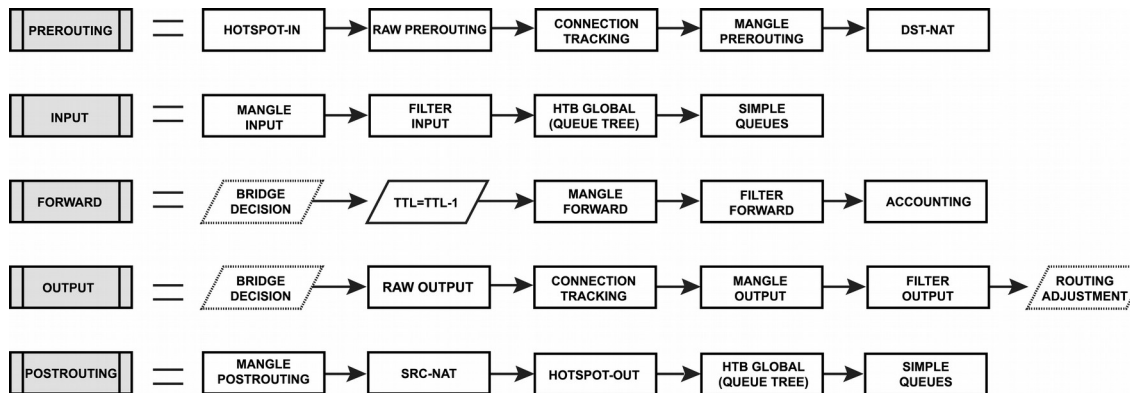 PREROUTING
HOTSPOT-IN
RAW PREROUTING
CONNECTION
TRACKING
MANGLE
PREROUTING
DST-NAT
INPUT
MANGLE
INPUT
FILTER
INPUT
HTB GLOBAL
(QUEUE TREE)
SIMPLE
QUEUES
FORWARD
BRIDGE
DECISION
TTL=TTL-1
MANGLE
FORWARD
FILTER
FORWARD
ACCOUNTING
OUTPUT
BRIDGE
DECISION
RAW OUTPUT
CONNECTION
TRACKING
MANGLE
OUTPUT
FILTER
OUTPUT
ROUTING
ADJUSTMENT
POSTROUTING
MANGLE
POSTROUTING
SRC-NAT
HOTSPOT-OUT
HTB GLOBAL
(QUEUE TREE)
SIMPLE
QUEUES